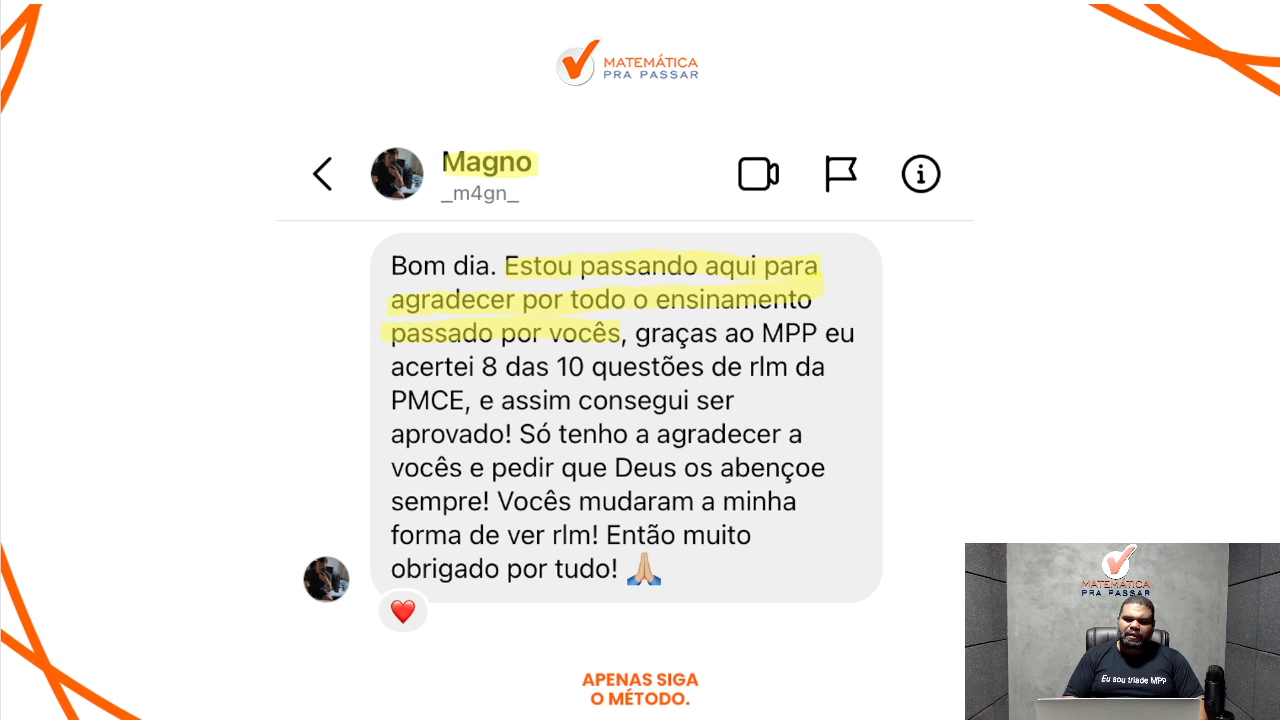 MATEMÁTICA
PRA PASSAR
Magno
_m4gn_
Bom dia. Estou passando aqui para
agradecer por todo o ensinamento
passado por vocês, graças ao MPP eu
acertei 8 das 10 questões de rlm da
PMCE, e assim consegui ser
aprovado! Só tenho a agradecer a
vocês e pedir que Deus os abençoe
sempre! Vocês mudaram a minha
forma de ver rlm! Então muito
obrigado por tudo! 🙏🏼
MATEMÁTICA
PRA PASSAR
Eu sou tríade MPP
APENAS SIGA
O MÉTODO.